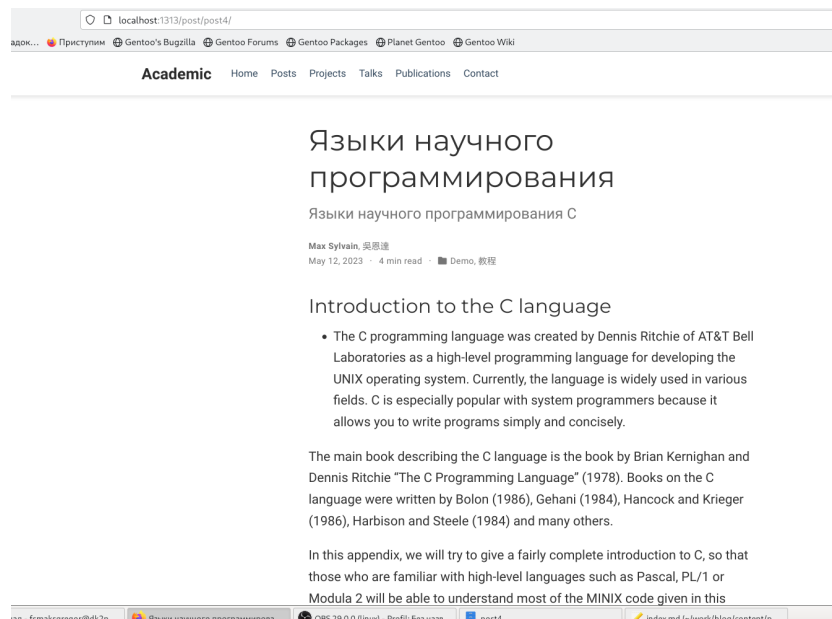 localhost:1313/post/post4/
адок... Приступим Gentoo's Bugzilla Gentoo Forums Gentoo Packages Planet Gentoo Gentoo Wiki
Academic Home Posts Projects Talks Publications Contact
Языки научного
программирования
Языки научного программирования C
Max Sylvain, 吳恩達
May 12, 2023 · 4 min read · Demo, 教程
Introduction to the C language
• The C programming language was created by Dennis Ritchie of AT&T Bell
Laboratories as a high-level programming language for developing the
UNIX operating system. Currently, the language is widely used in various
fields. C is especially popular with system programmers because it
allows you to write programs simply and concisely.
The main book describing the C language is the book by Brian Kernighan and
Dennis Ritchie “The C Programming Language” (1978). Books on the C
language were written by Bolon (1986), Gehani (1984), Hancock and Krieger
(1986), Harbison and Steele (1984) and many others.
In this appendix, we will try to give a fairly complete introduction to C, so that
those who are familiar with high-level languages such as Pascal, PL/1 or
Modula 2 will be able to understand most of the MINIX code given in this
OBS 29.0.0 (linux) post4